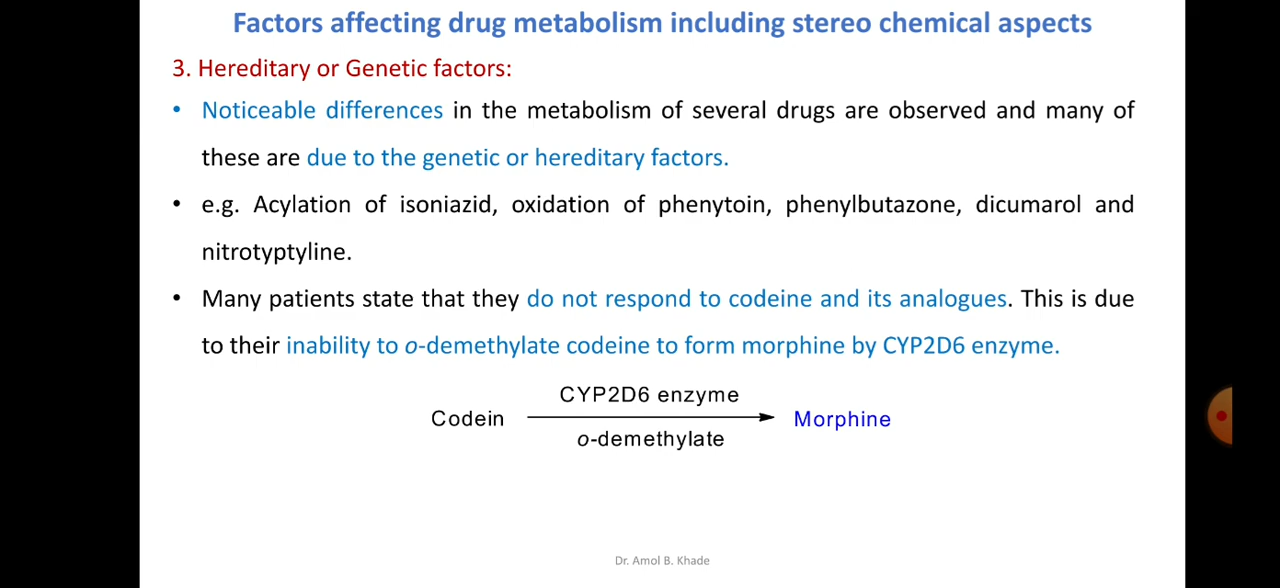 Factors affecting drug metabolism including stereo chemical aspects
3. Hereditary or Genetic factors:
• Noticeable differences in the metabolism of several drugs are observed and many of
these are due to the genetic or hereditary factors.
• e.g. Acylation of isoniazid, oxidation of phenytoin, phenylbutazone, dicumarol and
nitrotyptyline.
• Many patients state that they do not respond to codeine and its analogues. This is due
to their inability to o-demethylate codeine to form morphine by CYP2D6 enzyme.
CYP2D6 enzyme
Codein
Morphine
o-demethylate
Dr. Amol B. Khade